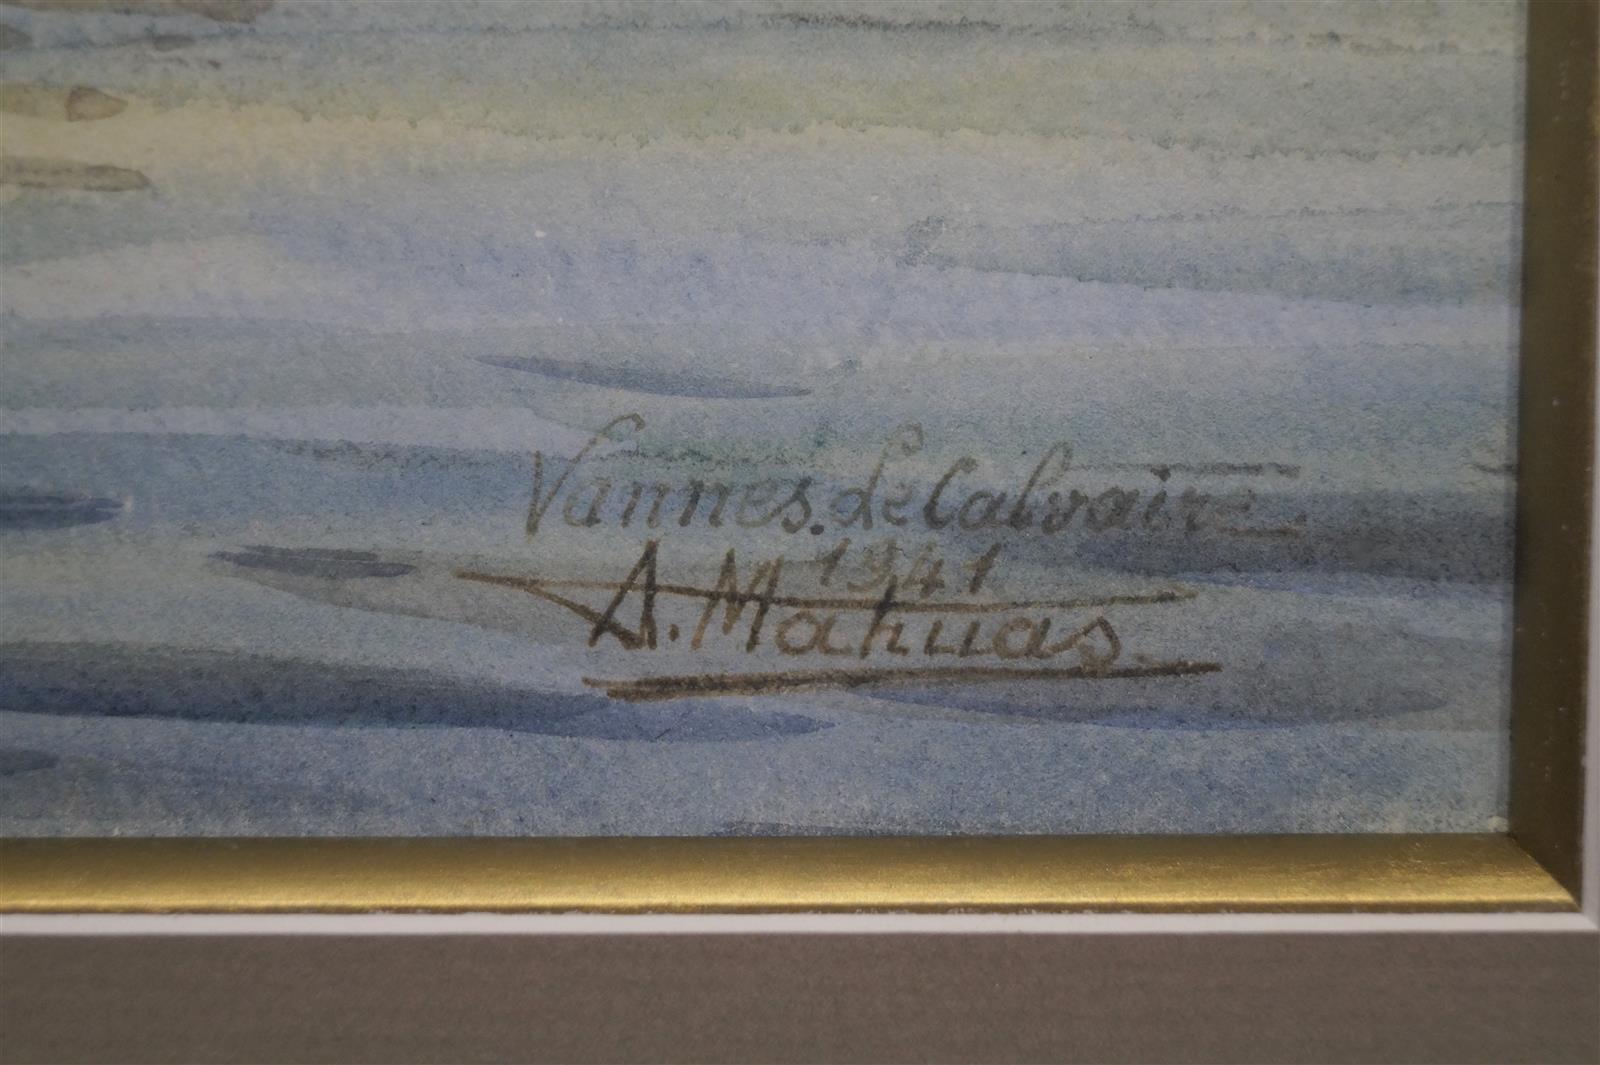 Vannes. Le Calvaire
1941
A. Mahuas.